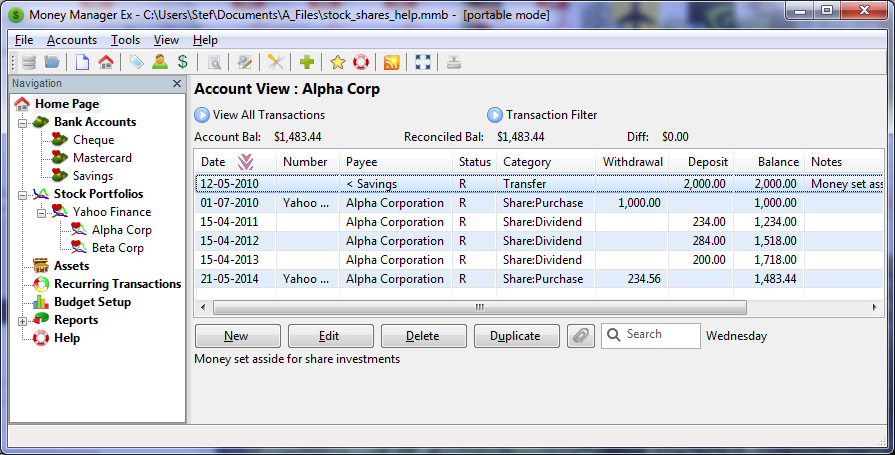 Money Manager Ex - C:\Users\Stef\Documents\A_Files\stock_shares_help.mmb - [portable mode]
File Accounts Tools View Help
Navigation
Home Page
Bank Accounts
Cheque
Mastercard
Savings
Stock Portfolios
Yahoo Finance
Alpha Corp
Beta Corp
Assets
Recurring Transactions
Budget Setup
Reports
Help
Account View : Alpha Corp
View All Transactions Transaction Filter
Account Bal: $1,483.44 Reconciled Bal: $1,483.44 Diff: $0.00
Date Number Payee Status Category Withdrawal Deposit Balance Notes
12-05-2010 < Savings R Transfer 2,000.00 2,000.00 Money set ass
01-07-2010 Yahoo ... Alpha Corporation R Share:Purchase 1,000.00 1,000.00
15-04-2011 Alpha Corporation R Share:Dividend 234.00 1,234.00
15-04-2012 Alpha Corporation R Share:Dividend 284.00 1,518.00
15-04-2013 Alpha Corporation R Share:Dividend 200.00 1,718.00
21-05-2014 Yahoo ... Alpha Corporation R Share:Purchase 234.56 1,483.44
New Edit Delete Duplicate Search Wednesday
Money set asside for share investments